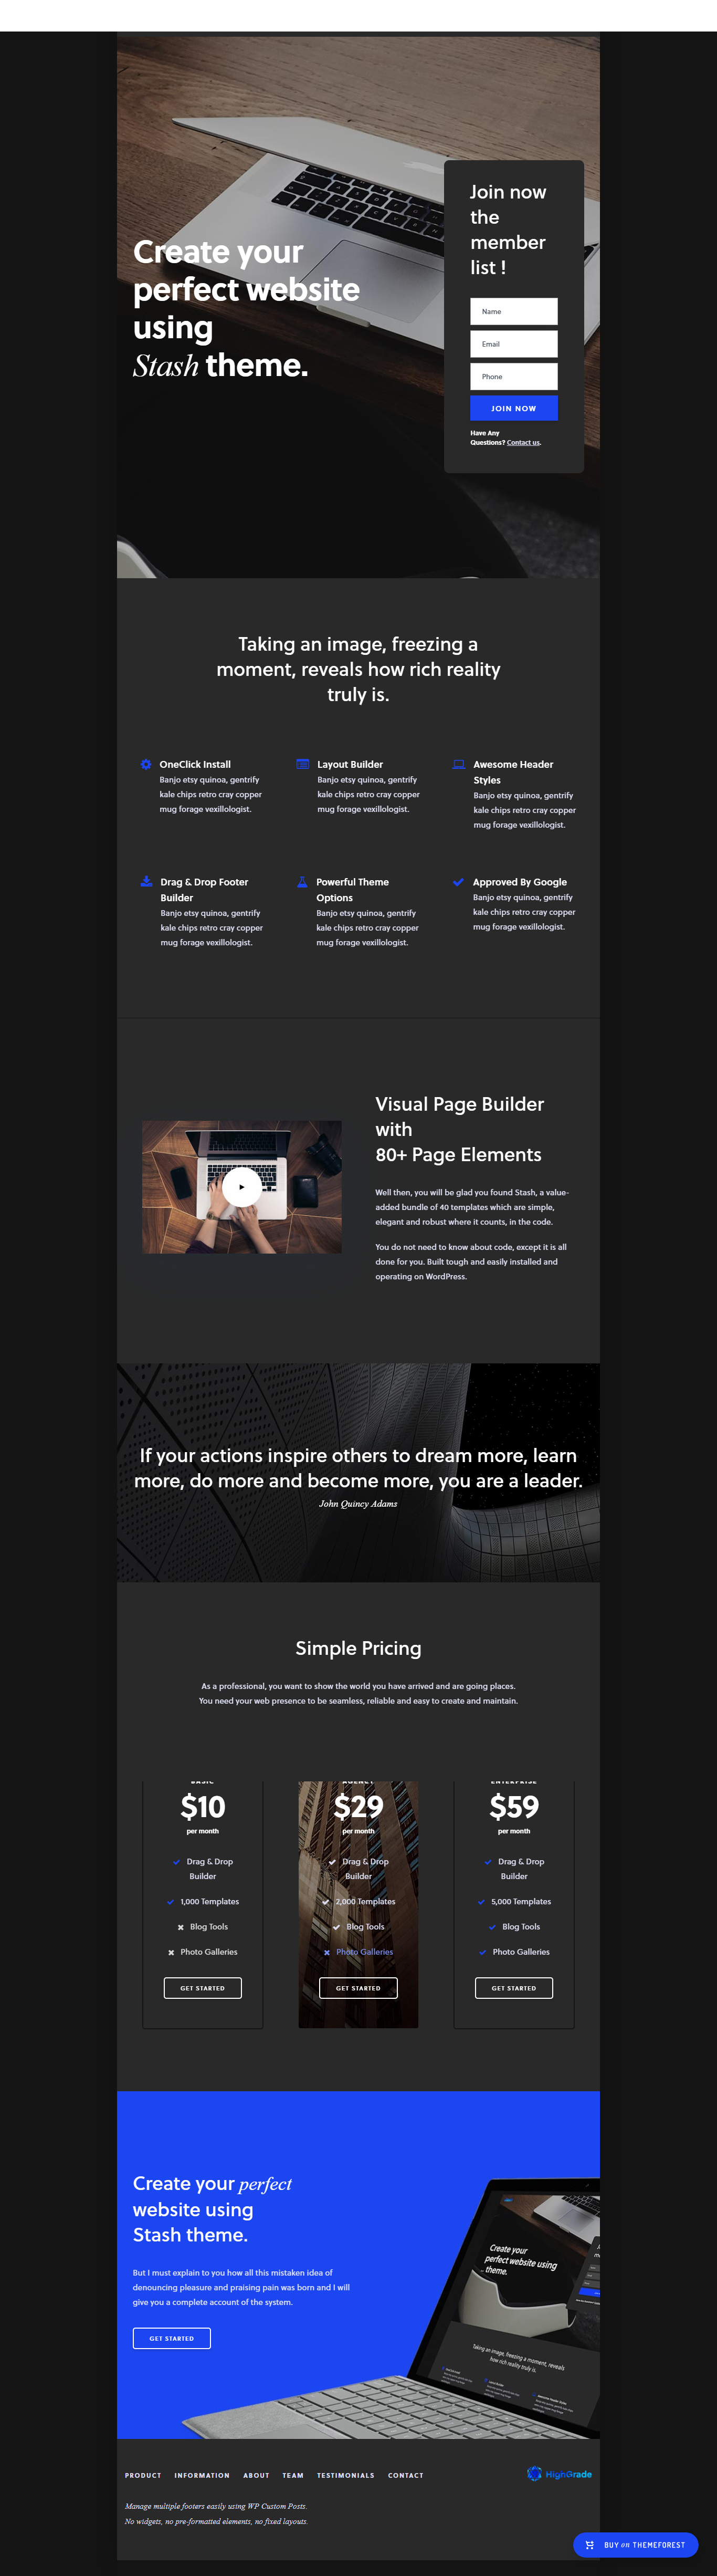 Create your
perfect website
using
Stash theme.
Join now
the
member
list !
Name
Email
Phone
JOIN NOW
Have Any
Questions? Contact us.
Taking an image, freezing a
moment, reveals how rich reality
truly is.
OneClick Install
Banjo etsy quinoa, gentrify
kale chips retro cray copper
mug forage vexillologist.
Layout Builder
Banjo etsy quinoa, gentrify
kale chips retro cray copper
mug forage vexillologist.
Awesome Header
Styles
Banjo etsy quinoa, gentrify
kale chips retro cray copper
mug forage vexillologist.
Drag & Drop Footer
Builder
Banjo etsy quinoa, gentrify
kale chips retro cray copper
mug forage vexillologist.
Powerful Theme
Options
Banjo etsy quinoa, gentrify
kale chips retro cray copper
mug forage vexillologist.
Approved By Google
Banjo etsy quinoa, gentrify
kale chips retro cray copper
mug forage vexillologist.
Visual Page Builder
with
80+ Page Elements
Well then, you will be glad you found Stash, a value-
added bundle of 40 templates which are simple,
elegant and robust where it counts, in the code.
You do not need to know about code, except it is all
done for you. Built tough and easily installed and
operating on WordPress.
If your actions inspire others to dream more, learn
more, do more and become more, you are a leader.
John Quincy Adams
Simple Pricing
As a professional, you want to show the world you have arrived and are going places.
You need your web presence to be seamless, reliable and easy to create and maintain.
BASIC
$10
per month
Drag & Drop
Builder
1,000 Templates
Blog Tools
Photo Galleries
GET STARTED
AGENCY
$29
per month
Drag & Drop
Builder
2,000 Templates
Blog Tools
Photo Galleries
GET STARTED
ENTERPRISE
$59
per month
Drag & Drop
Builder
5,000 Templates
Blog Tools
Photo Galleries
GET STARTED
Create your perfect
website using
Stash theme.
But I must explain to you how all this mistaken idea of
denouncing pleasure and praising pain was born and I will
give you a complete account of the system.
GET STARTED
Create your
perfect website using
theme.
Taking an image, freezing a moment, reveals
how rich reality truly is.
PRODUCT INFORMATION ABOUT TEAM TESTIMONIALS CONTACT
HighGrade
Manage multiple footers easily using WP Custom Posts.
No widgets, no pre-formatted elements, no fixed layouts.
BUY on THEMEFOREST